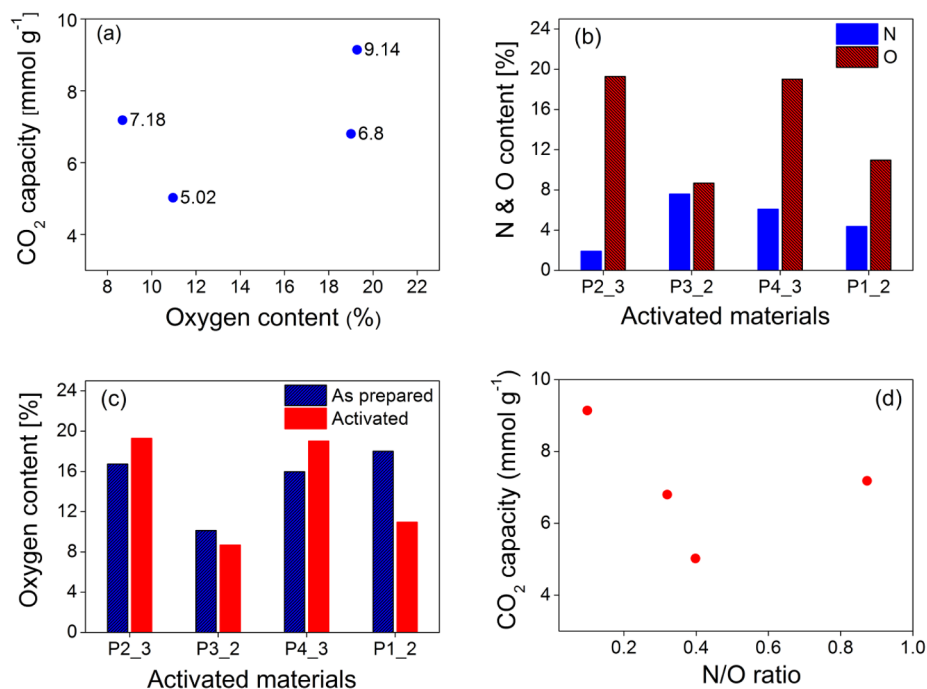 (a)
CO2 capacity [mmol g-1]
10
8
6
4
9.14
7.18
6.8
5.02
8 10 12 14 16 18 20 22
Oxygen content (%)
(b)
N
O
N & O content [%]
24
20
16
12
8
4
0
P2_3 P3_2 P4_3 P1_2
Activated materials
(c)
As prepared
Activated
Oxygen content [%]
24
20
16
12
8
4
0
P2_3 P3_2 P4_3 P1_2
Activated materials
(d)
CO2 capacity (mmol g-1)
10
8
6
4
0.2 0.4 0.6 0.8 1.0
N/O ratio